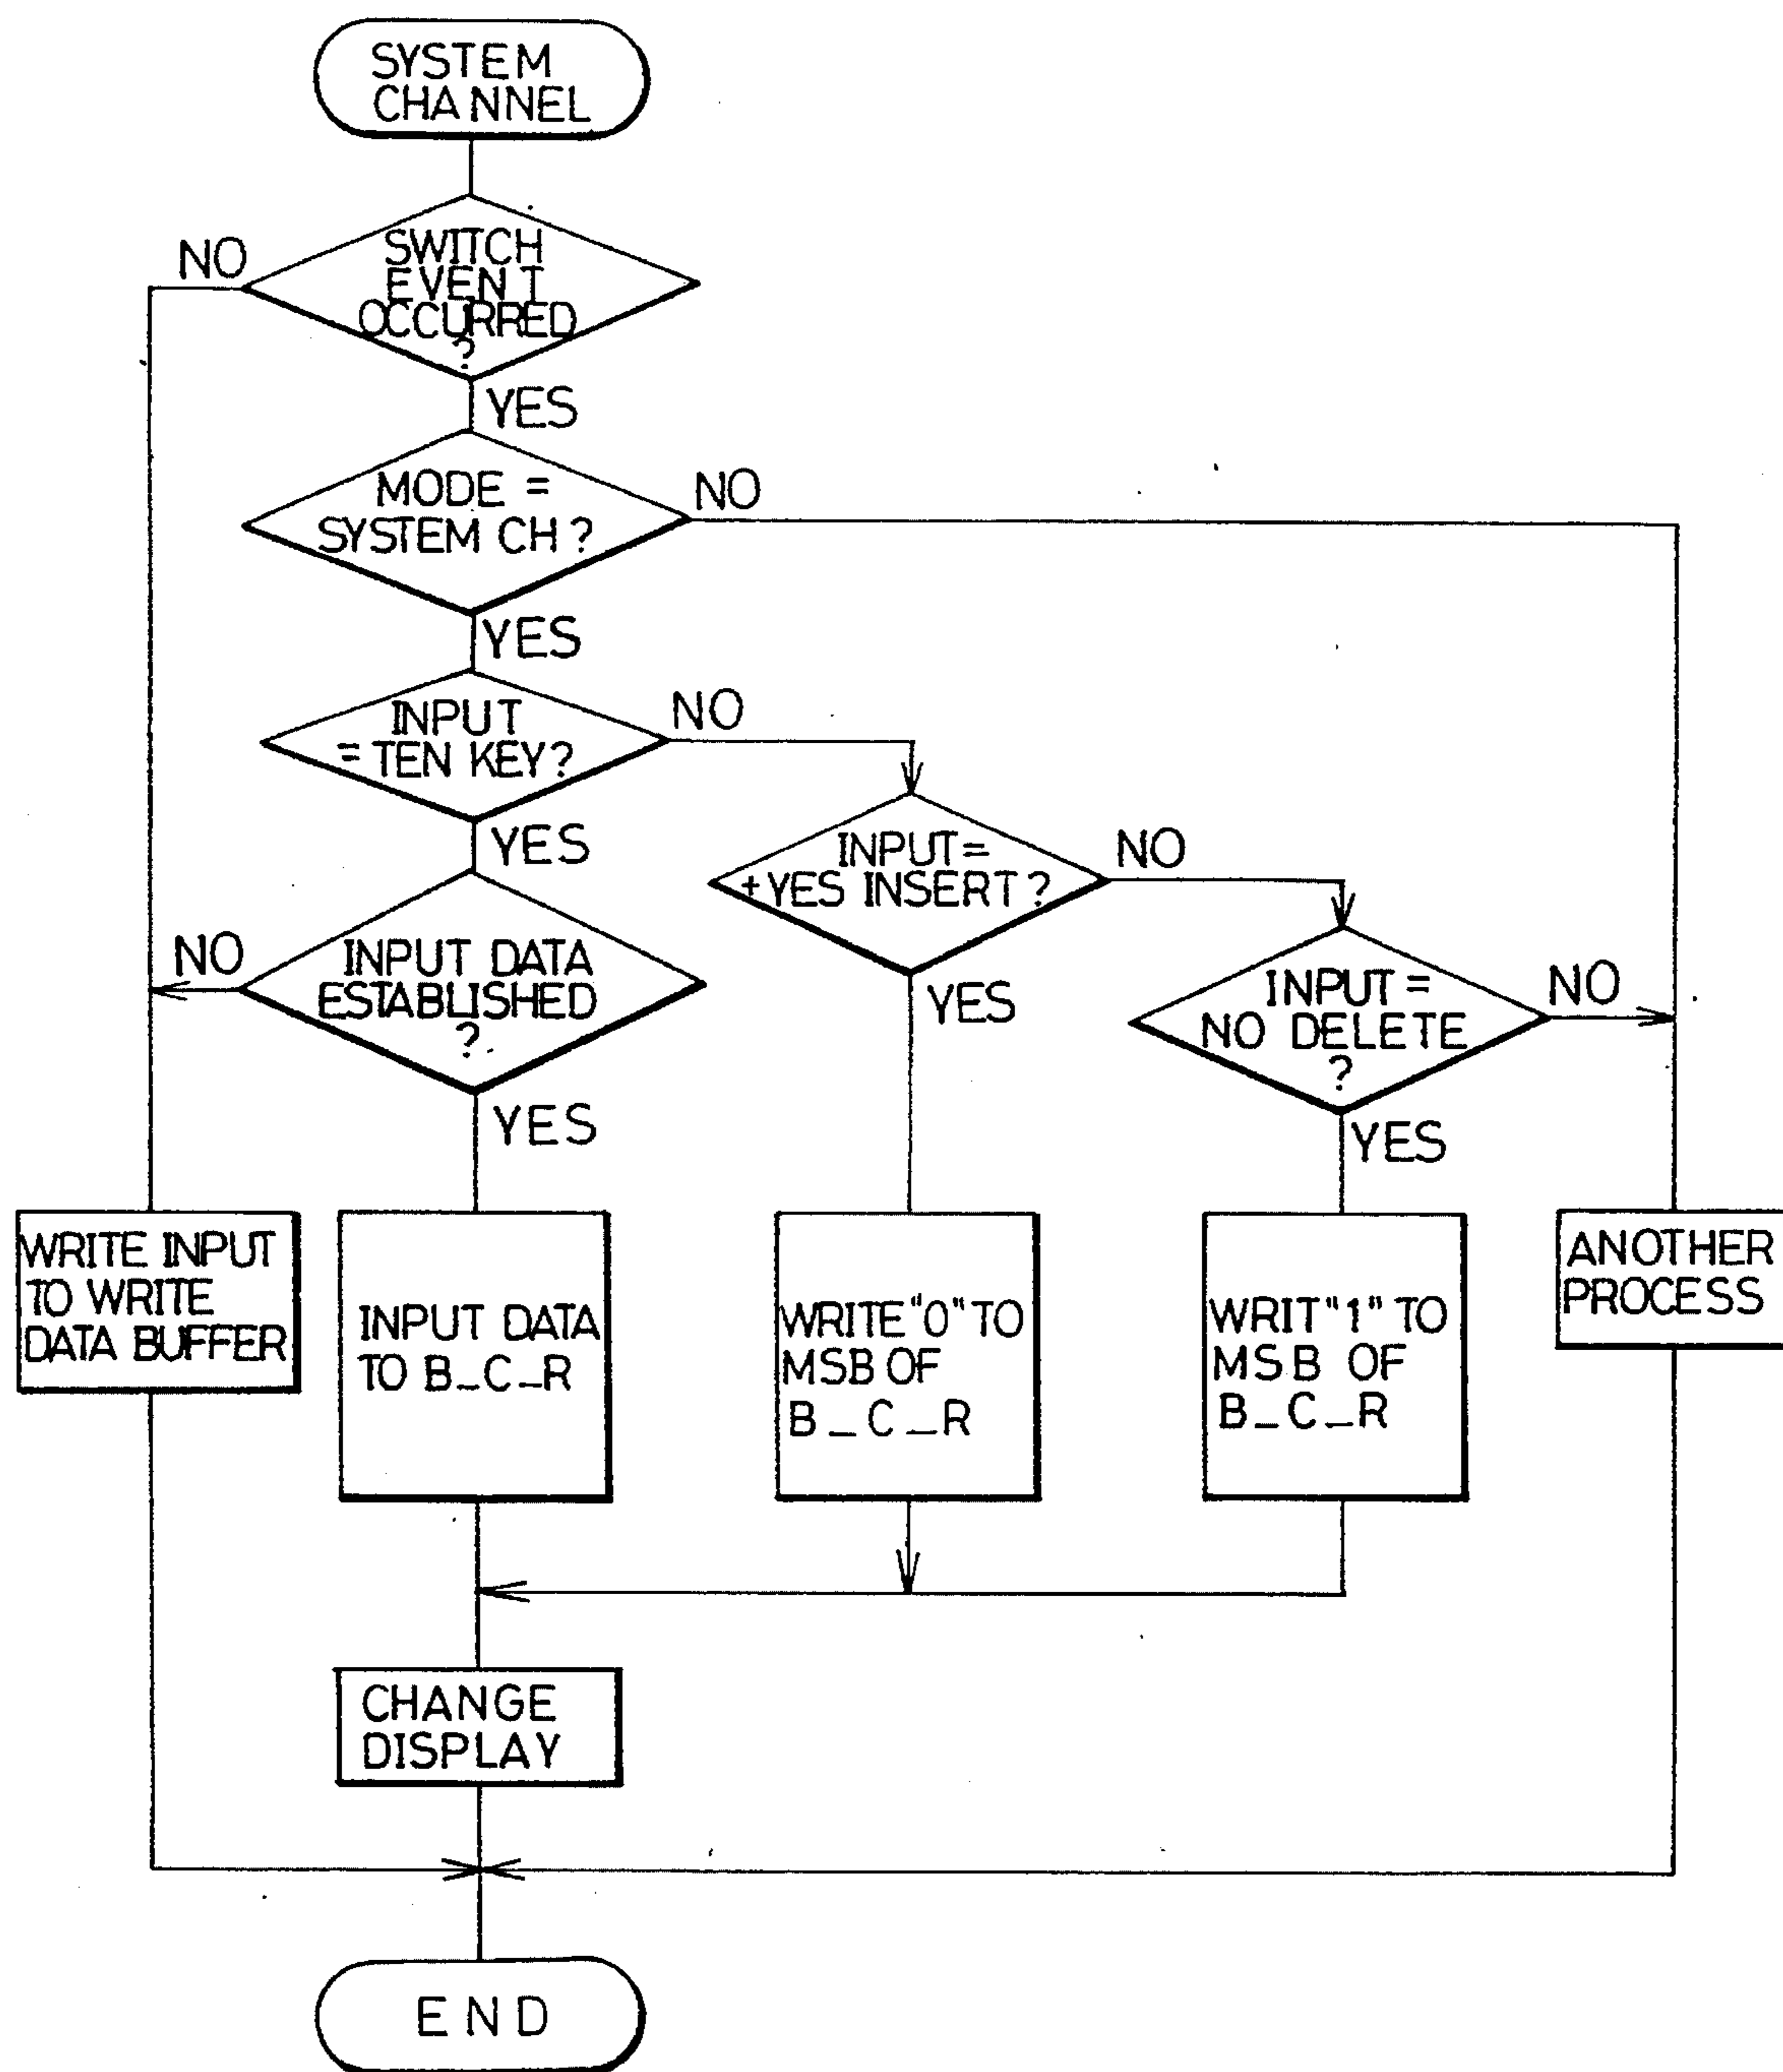 SYSTEM
CHANNEL
NO
SWITCH
EVENT
OCCURRED
?
YES
MODE =
SYSTEM CH?
NO
YES
INPUT
= TEN KEY?
NO
YES
INPUT=
+YES INSERT?
NO
YES
NO
INPUT DATA
ESTABLISHED
?
YES
INPUT =
NO DELETE
?
NO
YES
WRITE INPUT
TO WRITE
DATA BUFFER
INPUT DATA
TO B_C_R
WRITE "0" TO
MSB OF
B_C_R
WRIT "1" TO
MSB OF
B_C_R
ANOTHER
PROCESS
CHANGE
DISPLAY
END